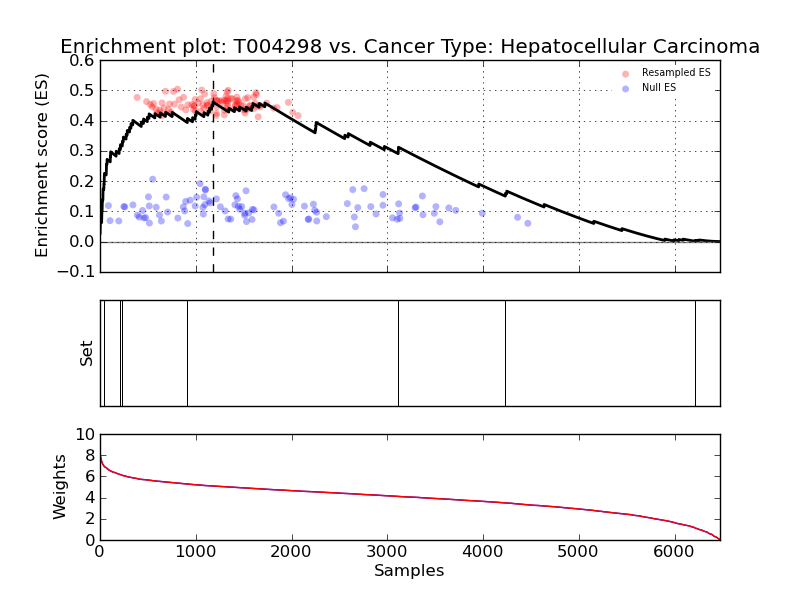 Enrichment plot: T004298 vs. Cancer Type: Hepatocellular Carcinoma
0.6
0.5
0.4
0.3
0.2
0.1
0.0
−0.1
Enrichment score (ES)
Resampled ES
Null ES
Set
10
8
6
4
2
0
Weights
0 1000 2000 3000 4000 5000 6000
Samples